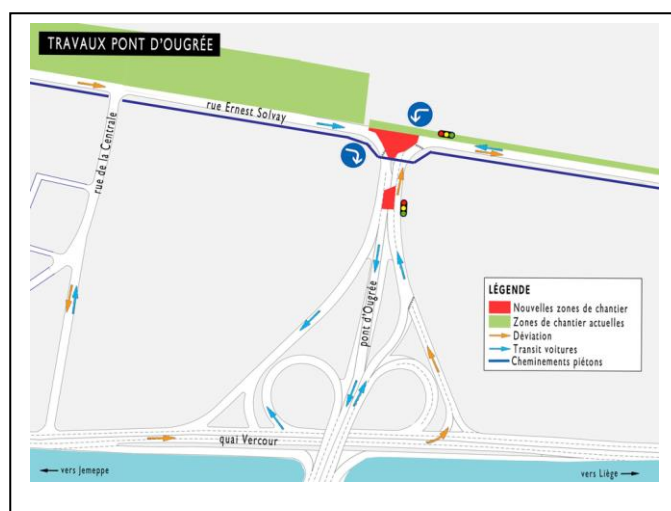 TRAVAUX PONT D'OUGRÉE
rue Ernest Solvay
rue de la Centrale
pont d'Ougrée
LÉGENDE
Nouvelles zones de chantier
Zones de chantier actuelles
Déviation
Transit voitures
Cheminements piétons
quai Vercour
vers Jemeppe
vers Liège